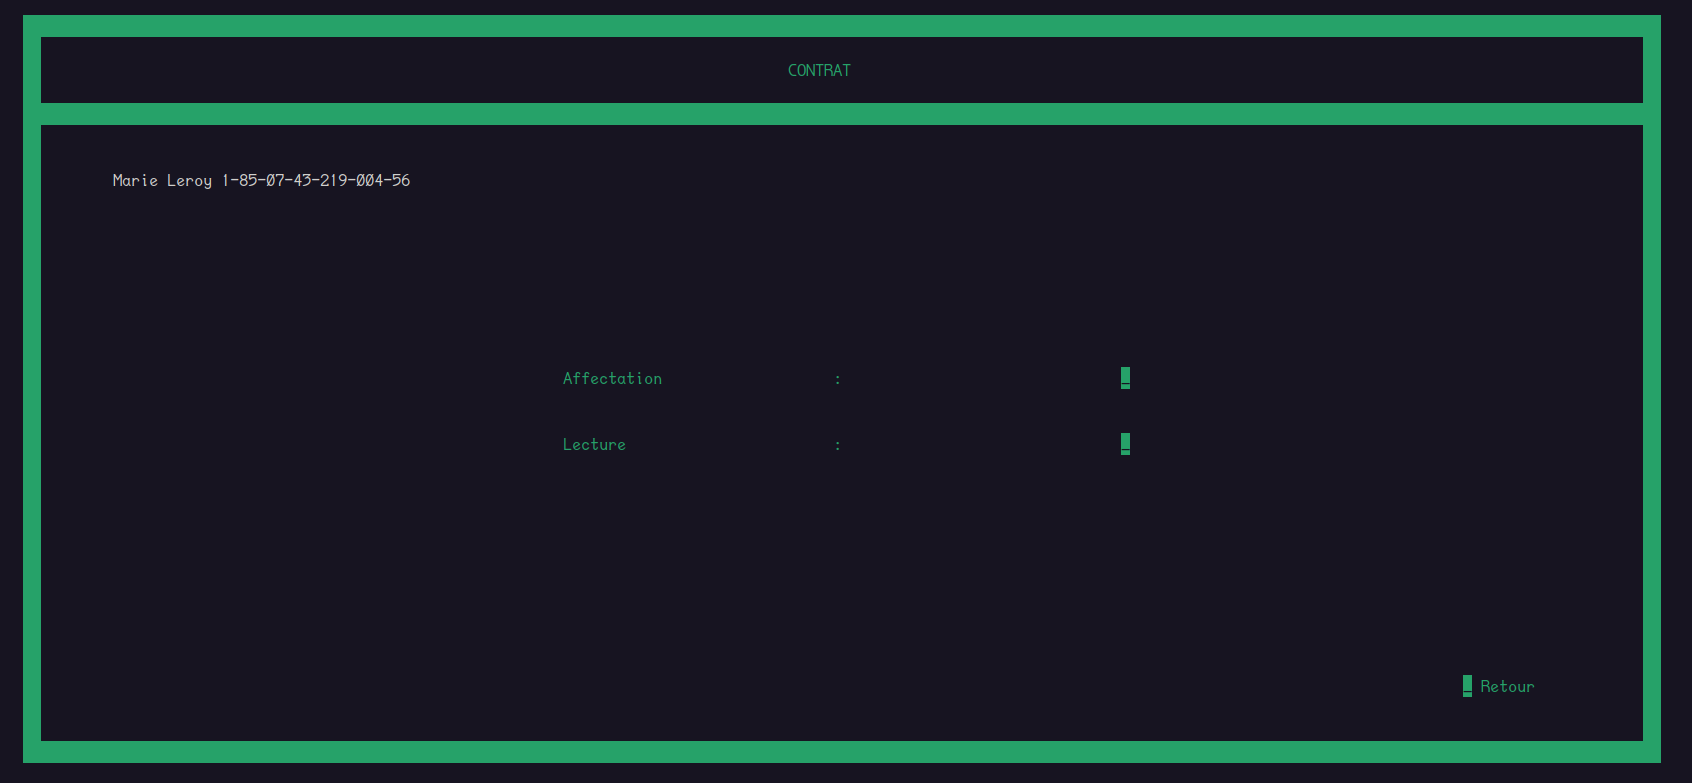 CONTRAT
Marie Leroy 1-85-07-43-219-004-56
Affectation : _
Lecture : _
_ Retour